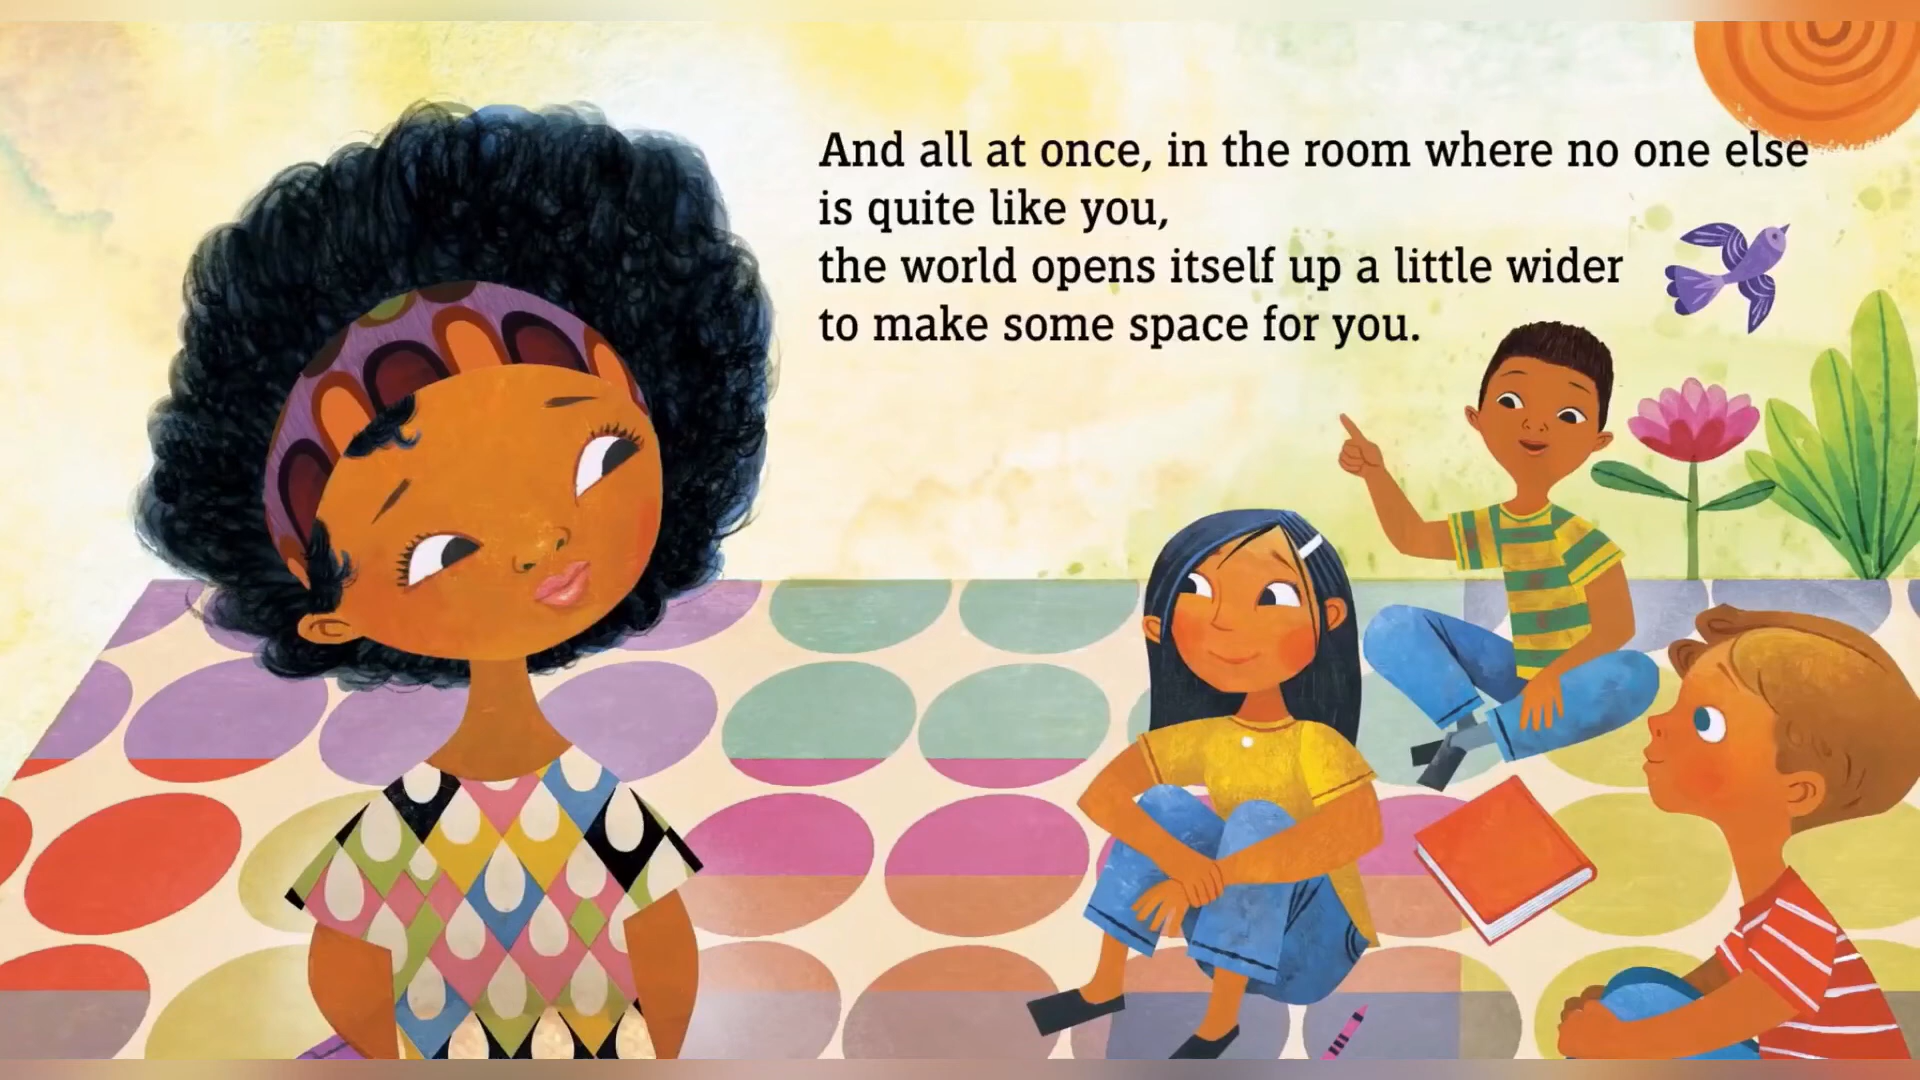 And all at once, in the room where no one else
is quite like you,
the world opens itself up a little wider
to make some space for you.